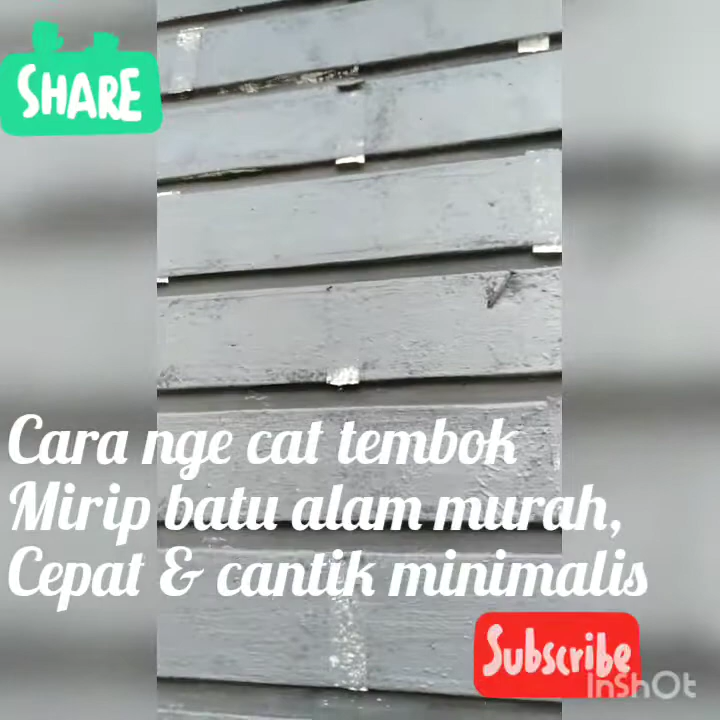 SHARE
Cara nge cat tembok
Mirip batu alam murah,
Cepat & cantik minimalis
Subscribe
InShOt